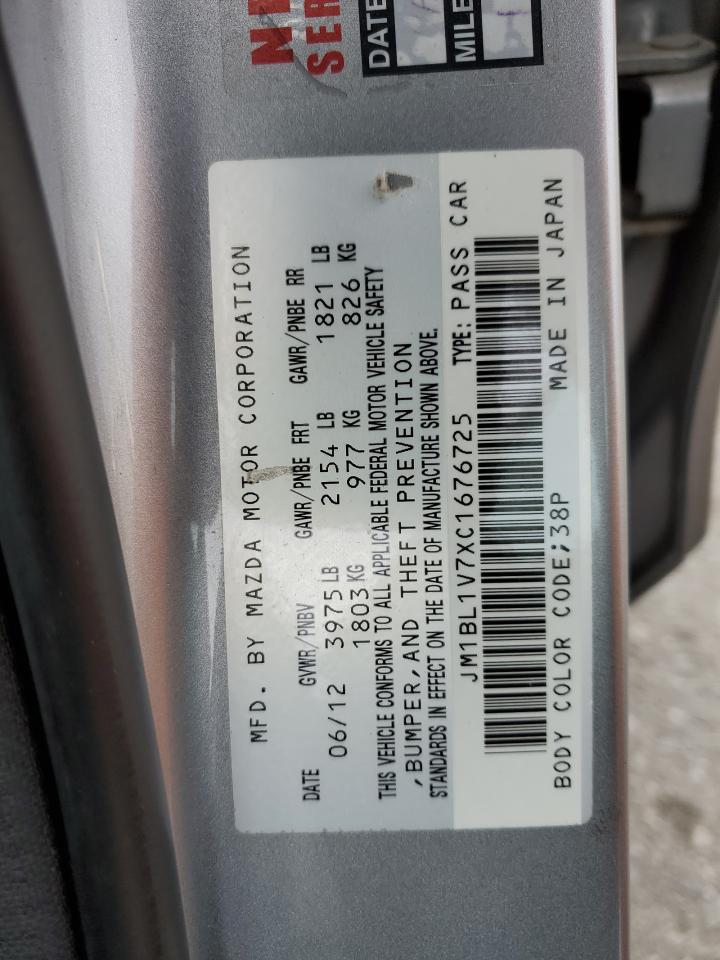 SER
DATE
MILE
MFD. BY MAZDA MOTOR CORPORATION
DATE GVWR/PNBV GAWR/PNBE FRT GAWR/PNBE RR
06/12 3975 LB 2154 LB 1821 LB
1803 KG 977 KG 826 KG
THIS VEHICLE CONFORMS TO ALL APPLICABLE FEDERAL MOTOR VEHICLE SAFETY
,BUMPER,AND THEFT PREVENTION
STANDARDS IN EFFECT ON THE DATE OF MANUFACTURE SHOWN ABOVE.
JM1BL1V7XC1676725 TYPE: PASS CAR
BODY COLOR CODE;38P MADE IN JAPAN